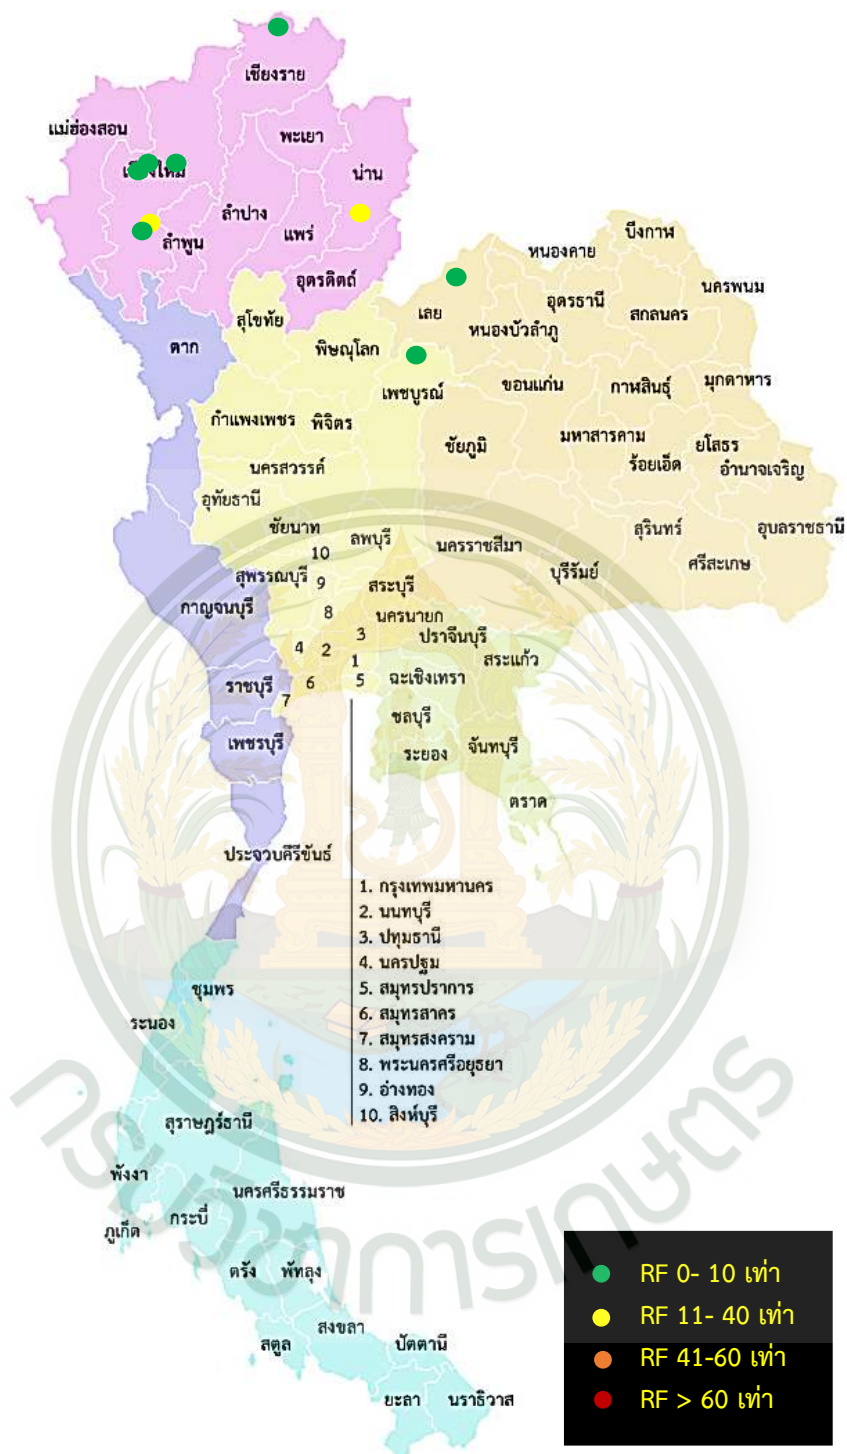 เชียงราย
แม่ฮ่องสอน
พะเยา
เชียงใหม่
น่าน
ลำปาง
แพร่
ลำพูน
อุตรดิตถ์
บึงกาฬ
หนองคาย
นครพนม
อุดรธานี
สกลนคร
เลย
หนองบัวลำภู
สุโขทัย
ตาก
พิษณุโลก
เพชบูรณ์
ขอนแก่น
กาฬสินธุ์
มุกดาหาร
กำแพงเพชร
พิจิตร
ชัยภูมิ
มหาสารคาม
ยโสธร
ร้อยเอ็ด
อำนาจเจริญ
นครสวรรค์
อุทัยธานี
ชัยนาท
ลพบุรี
นครราชสีมา
สุรินทร์
อุบลราชธานี
10
สุพรรณบุรี
9
สระบุรี
บุรีรัมย์
ศรีสะเกษ
กาญจนบุรี
8
นครนายก
3
ปราจีนบุรี
4
2
1
สระแก้ว
ราชบุรี
6
5
ฉะเชิงเทรา
7
ชลบุรี
เพชรบุรี
ระยอง
จันทบุรี
ตราด
ประจวบคีรีขันธ์
1. กรุงเทพมหานคร
2. นนทบุรี
3. ปทุมธานี
4. นครปฐม
5. สมุทรปราการ
6. สมุทรสาคร
7. สมุทรสงคราม
8. พระนครศรีอยุธยา
9. อ่างทอง
10. สิงห์บุรี
ชุมพร
ระนอง
สุราษฎร์ธานี
พังงา
นครศรีธรรมราช
กระบี่
ภูเก็ต
ตรัง
พัทลุง
สงขลา
สตูล
ปัตตานี
ยะลา
นราธิวาส
กรมวิชาการเกษตร
RF 0- 10 เท่า
RF 11- 40 เท่า
RF 41-60 เท่า
RF > 60 เท่า